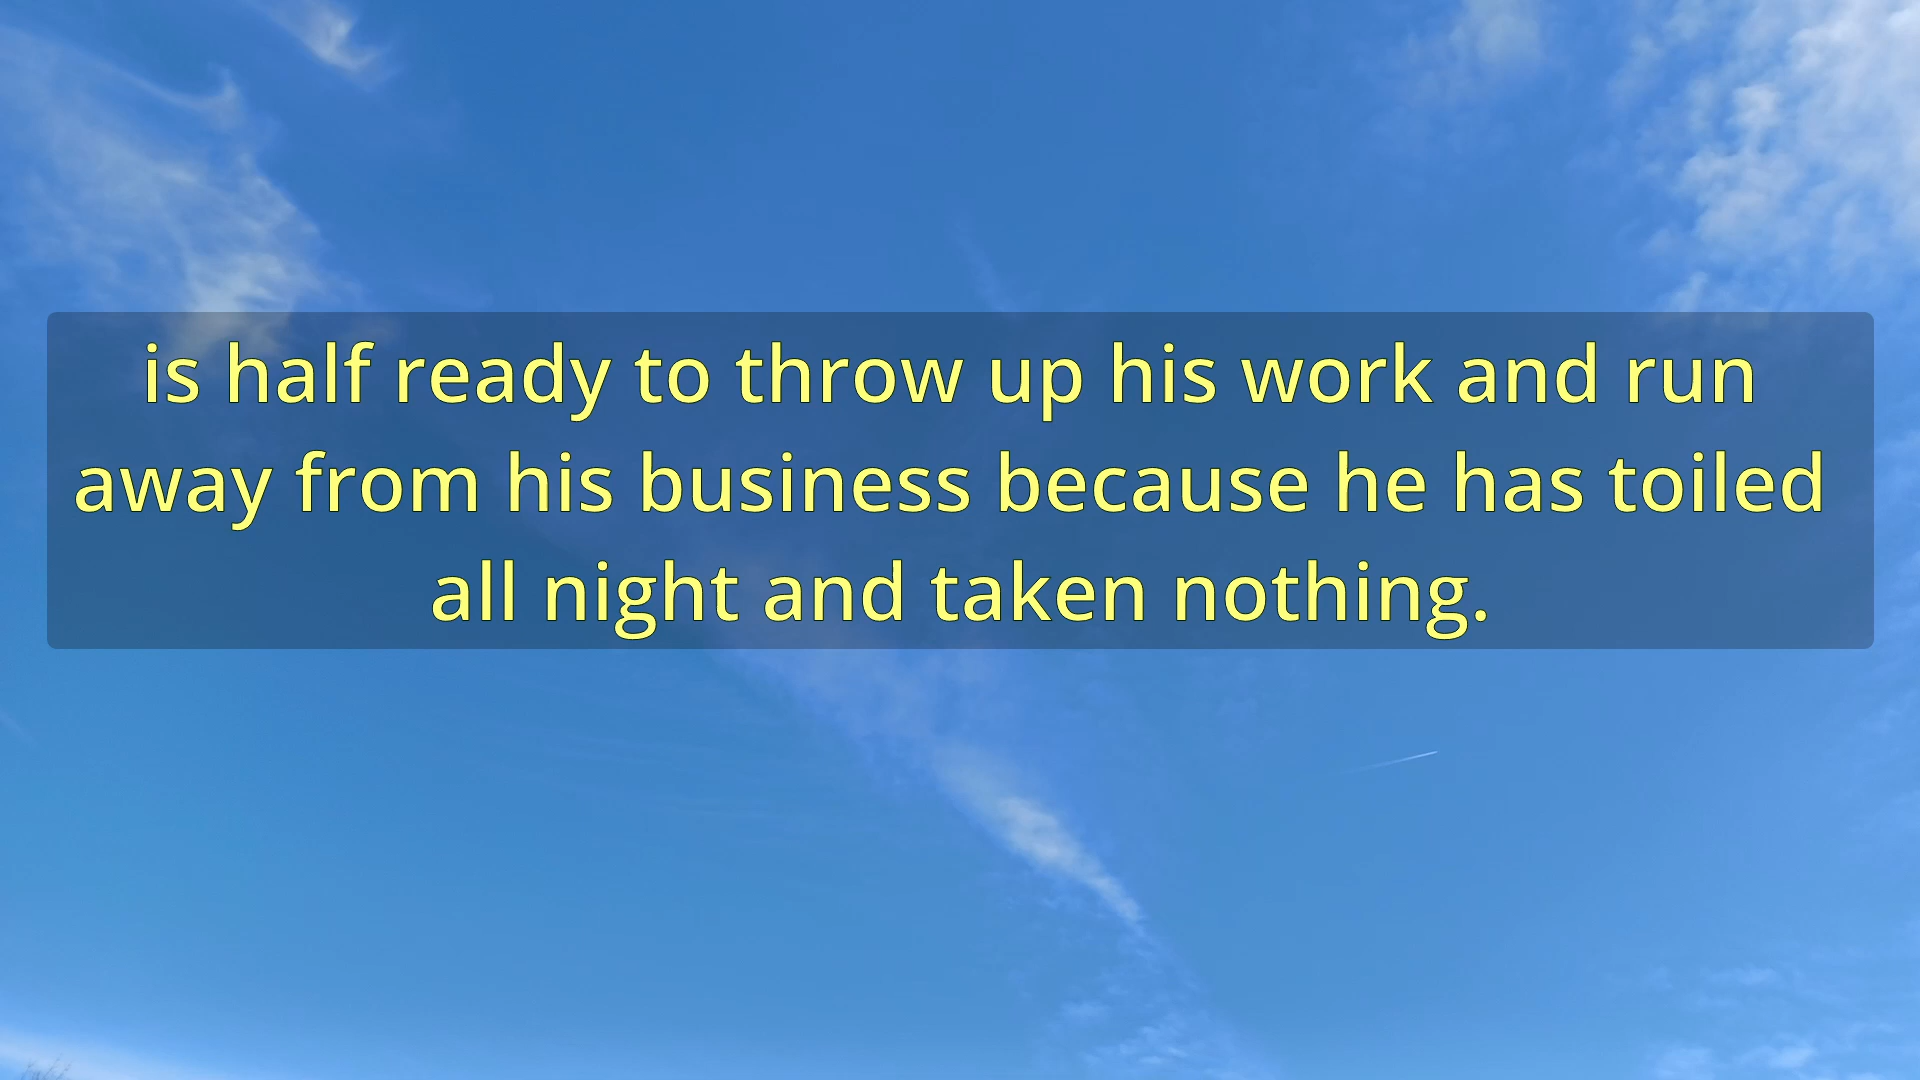 is half ready to throw up his work and run
away from his business because he has toiled
all night and taken nothing.